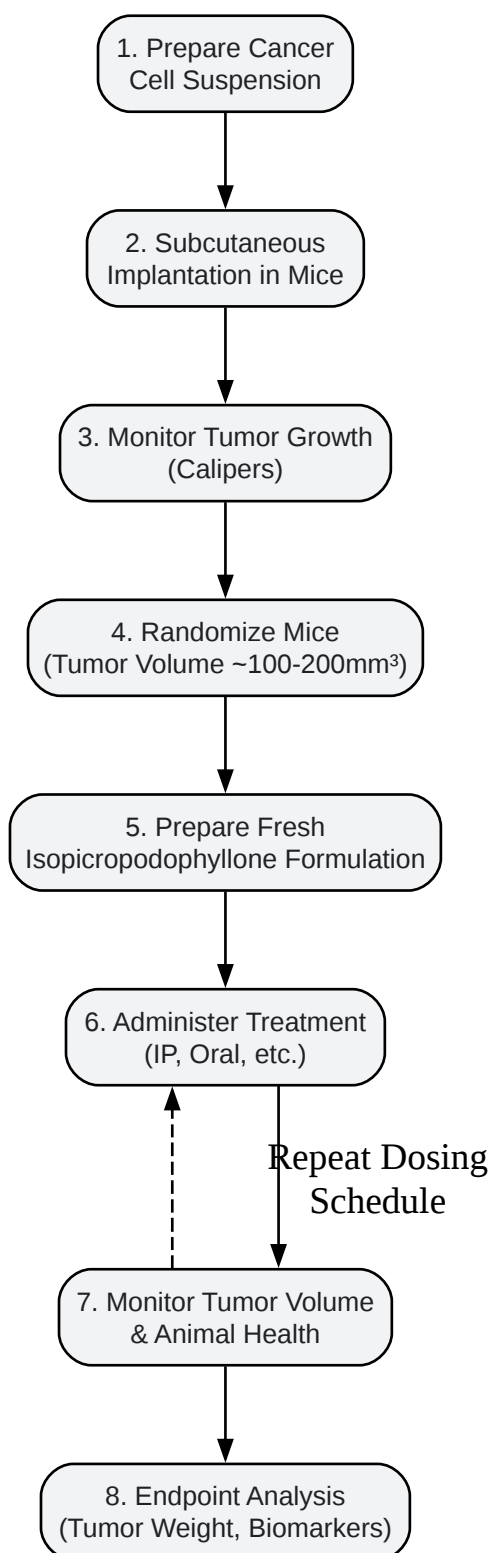 1. Prepare Cancer
Cell Suspension
2. Subcutaneous
Implantation in Mice
3. Monitor Tumor Growth
(Calipers)
4. Randomize Mice
(Tumor Volume ~100-200mm³)
5. Prepare Fresh
Isopicropodophyllone Formulation
6. Administer Treatment
(IP, Oral, etc.)
Repeat Dosing
Schedule
7. Monitor Tumor Volume
& Animal Health
8. Endpoint Analysis
(Tumor Weight, Biomarkers)